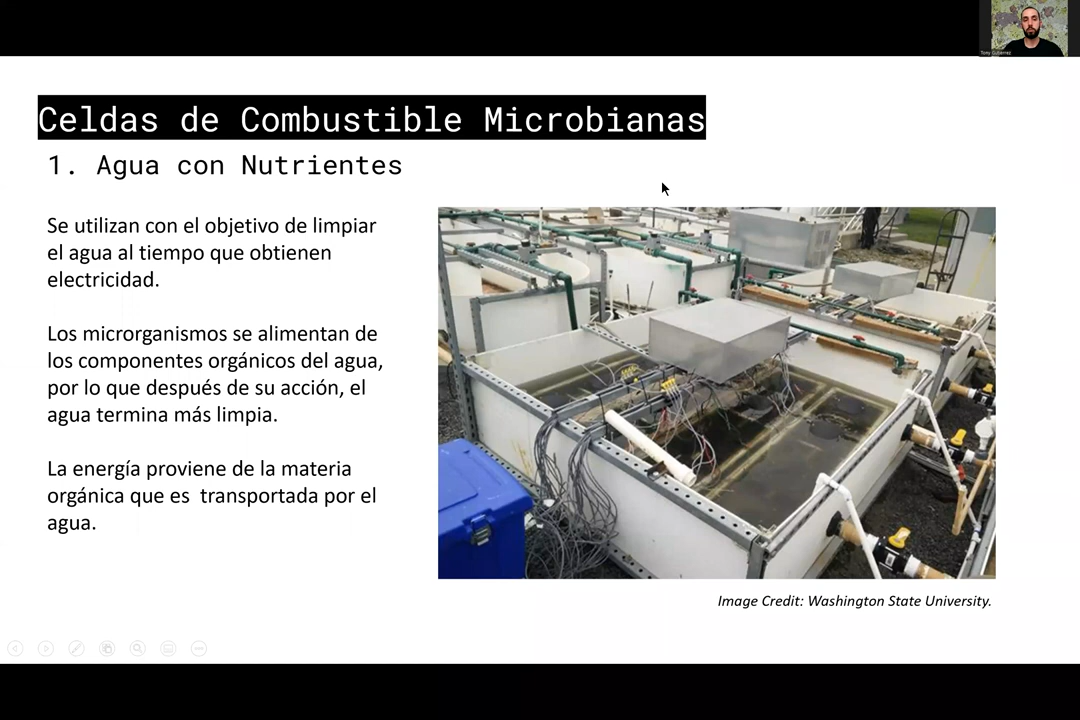 Tony Gutierrez
Celdas de Combustible Microbianas
1. Agua con Nutrientes
Se utilizan con el objetivo de limpiar
el agua al tiempo que obtienen
electricidad.
Los microrganismos se alimentan de
los componentes orgánicos del agua,
por lo que después de su acción, el
agua termina más limpia.
La energía proviene de la materia
orgánica que es  transportada por el
agua.
Image Credit: Washington State University.